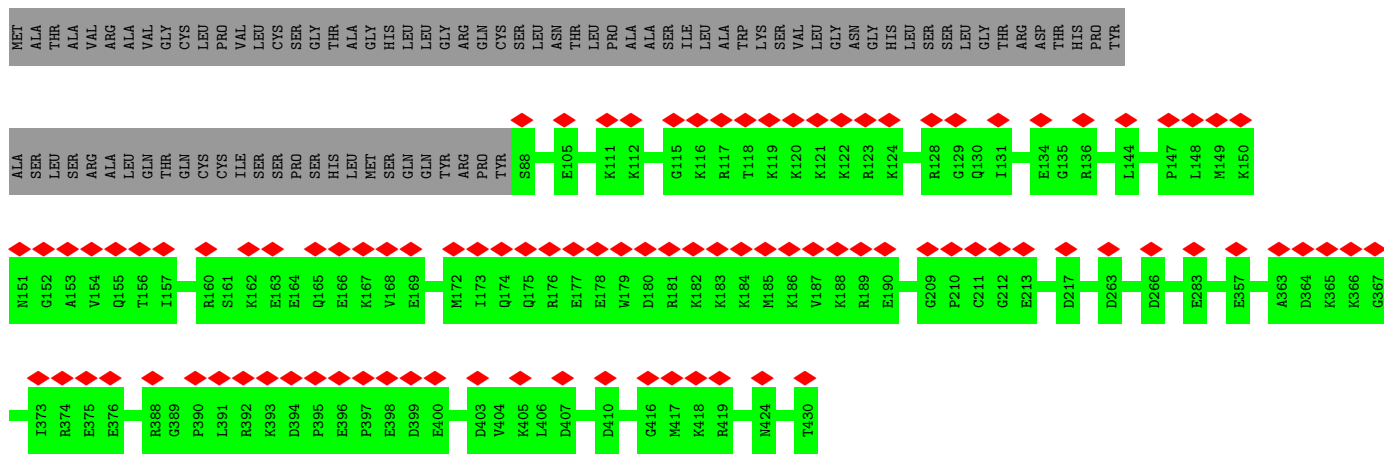 MET ALA THR ALA VAL ARG ALA VAL GLY CYS LEU PRO VAL LEU CYS SER GLY THR ALA GLY HIS LEU LEU GLY ARG GLN CYS SER LEU ASN THR LEU PRO ALA ALA SER ILE LEU ALA TRP LYS SER VAL LEU GLY ASN GLY HIS LEU SER SER LEU GLY THR ARG ASP THR HIS PRO TYR
ALA SER LEU SER ARG ALA LEU GLN THR GLN CYS CYS ILE SER SER PRO SER HIS LEU MET SER GLN GLN TYR ARG PRO TYR S88 E105 K111 K112 G115 K116 R117 T118 K119 K120 K121 K122 R123 K124 R128 G129 Q130 I131 E134 G135 R136 L144 P147 L148 M149 K150
N151 G152 A153 V154 Q155 T156 I157 R160 S161 K162 E163 E164 Q165 E166 K167 V168 E169 M172 I173 Q174 Q175 R176 E177 E178 W179 D180 R181 K182 K183 K184 M185 K186 V187 K188 R189 E190 G209 P210 G211 G212 E213 D217 D263 D266 E283 E357 A363 D364 K365 K366 G367
I373 R374 E375 E376 R388 G389 P390 L391 R392 K393 D394 P395 E396 P397 E398 D399 E400 D403 V404 K405 L406 D407 D410 G416 M417 K418 R419 N424 T430